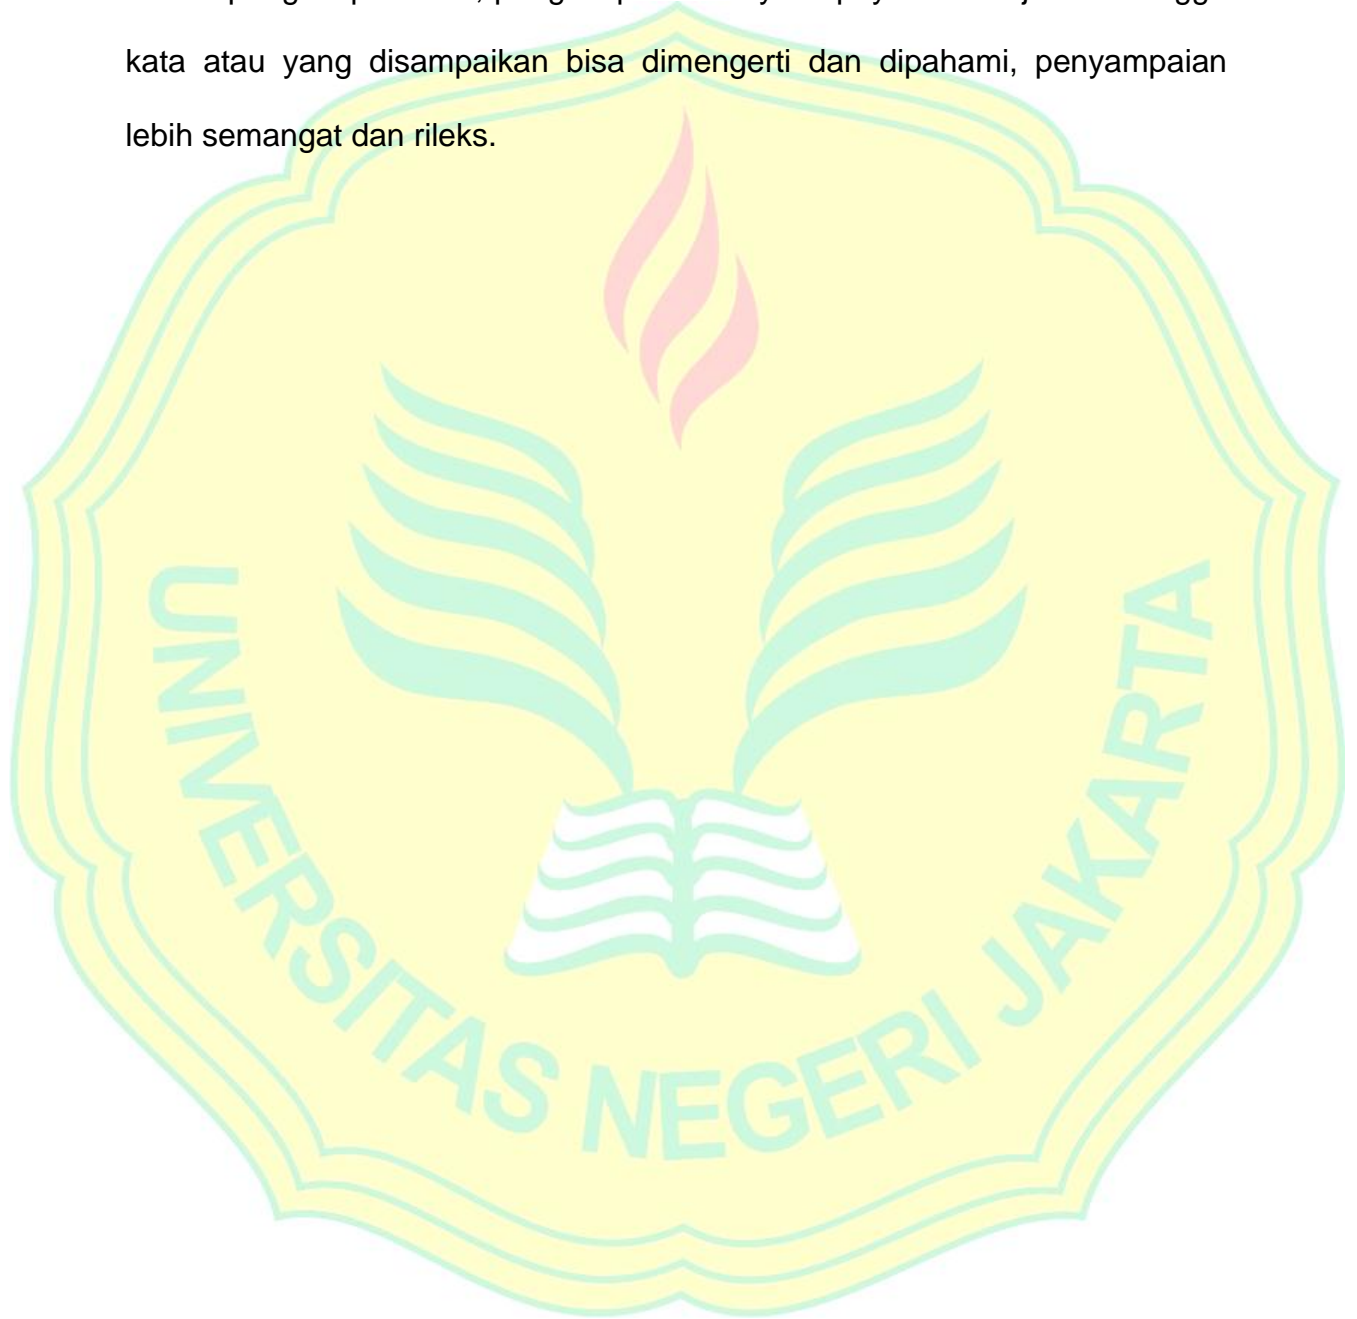 kata atau yang disampaikan bisa dimengerti dan dipahami, penyampaian
lebih semangat dan rileks.
UNIVERSITAS NEGERI JAKARTA